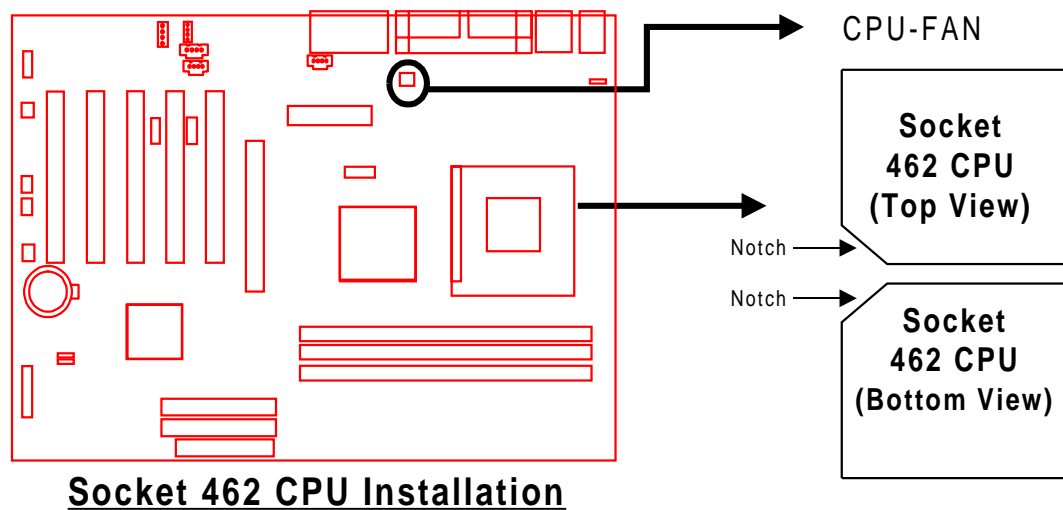 CPU-FAN
Socket
462 CPU
(Top View)
Notch
Notch
Socket
462 CPU
(Bottom View)
Socket 462 CPU Installation